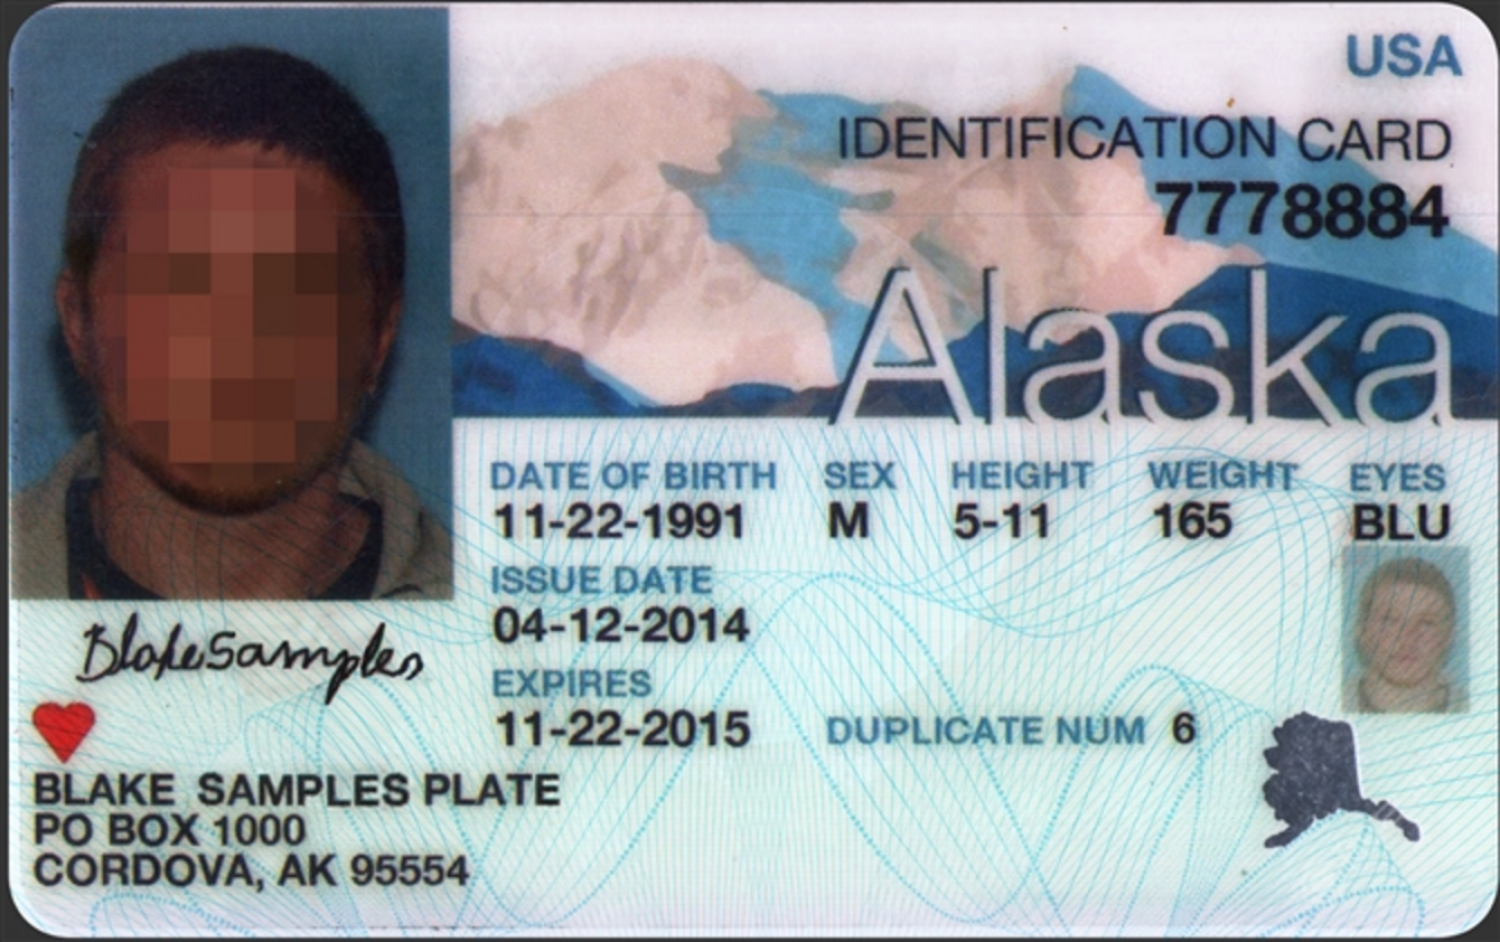 USA
IDENTIFICATION CARD
7778884
Alaska
DATE OF BIRTH SEX HEIGHT WEIGHT EYES
11-22-1991 M 5-11 165 BLU
ISSUE DATE
04-12-2014
Blake Samples
EXPIRES
11-22-2015 DUPLICATE NUM 6
BLAKE SAMPLES PLATE
PO BOX 1000
CORDOVA, AK 95554